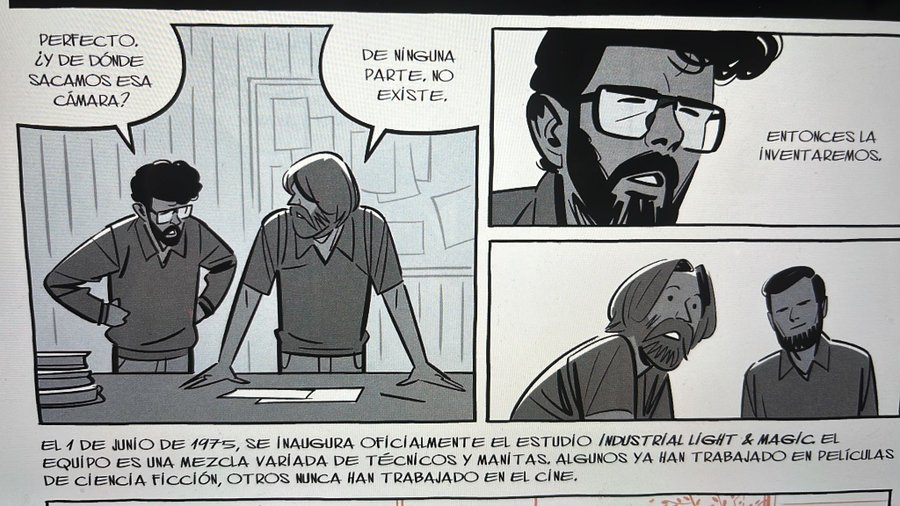 PERFECTO.
¿Y DE DÓNDE
SACAMOS ESA
CÁMARA?
DE NINGUNA
PARTE. NO
EXISTE.
ENTONCES LA
INVENTAREMOS.
EL 1 DE JUNIO DE 1975, SE INAUGURA OFICIALMENTE EL ESTUDIO INDUSTRIAL LIGHT & MAGIC. EL
EQUIPO ES UNA MEZCLA VARIADA DE TÉCNICOS Y MANITAS. ALGUNOS YA HAN TRABAJADO EN PELÍCULAS
DE CIENCIA FICCIÓN, OTROS NUNCA HAN TRABAJADO EN EL CINE.